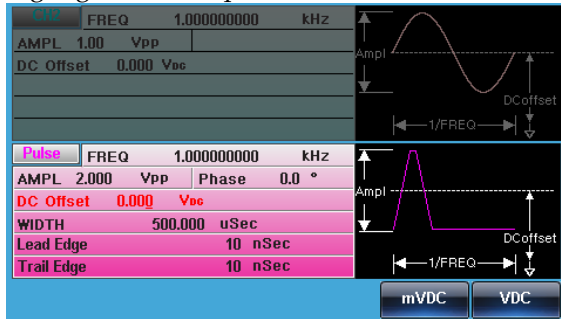 CH2 FREQ 1.000000000 kHz
AMPL 1.00 Vpp
DC Offset 0.000 VDC
Ampl
DCoffset
1/FREQ
Pulse FREQ 1.000000000 kHz
AMPL 2.000 Vpp Phase 0.0 °
DC Offset 0.000 VDC
WIDTH 500.000 uSec
Lead Edge 10 nSec
Trail Edge 10 nSec
Ampl
DCoffset
1/FREQ
mVDC VDC